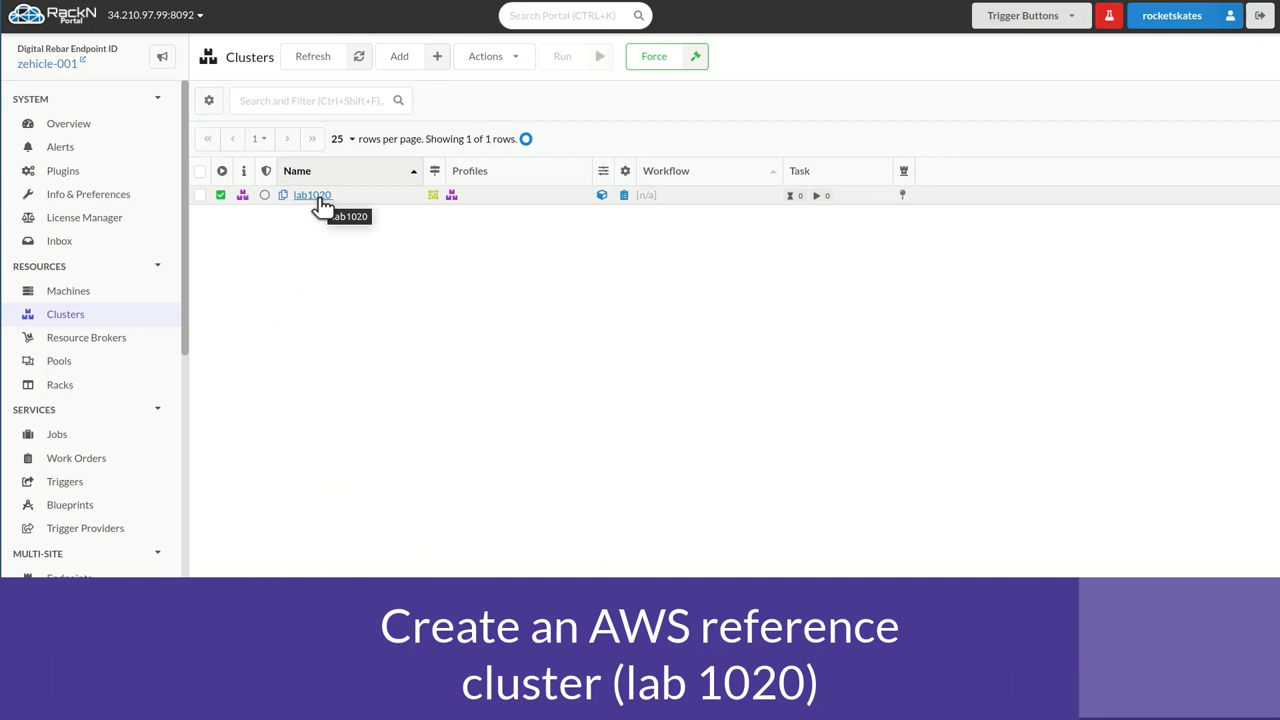 RackN
Portal
34.210.97.99:8092
Search Portal (CTRL+K)
Trigger Buttons
rocketskates
Digital Rebar Endpoint ID
zehicle-001
Clusters
Refresh
Add
Actions
Run
Force
SYSTEM
Overview
Alerts
Plugins
Info & Preferences
License Manager
Inbox
RESOURCES
Machines
Clusters
Resource Brokers
Pools
Racks
SERVICES
Jobs
Work Orders
Triggers
Blueprints
Trigger Providers
MULTI-SITE
Endpoints
Search and Filter (Ctrl+Shift+F)..
1
25 rows per page. Showing 1 of 1 rows.
Name Profiles Workflow Task
lab1020 [n/a] 0 0
lab1020
Create an AWS reference
cluster (lab 1020)